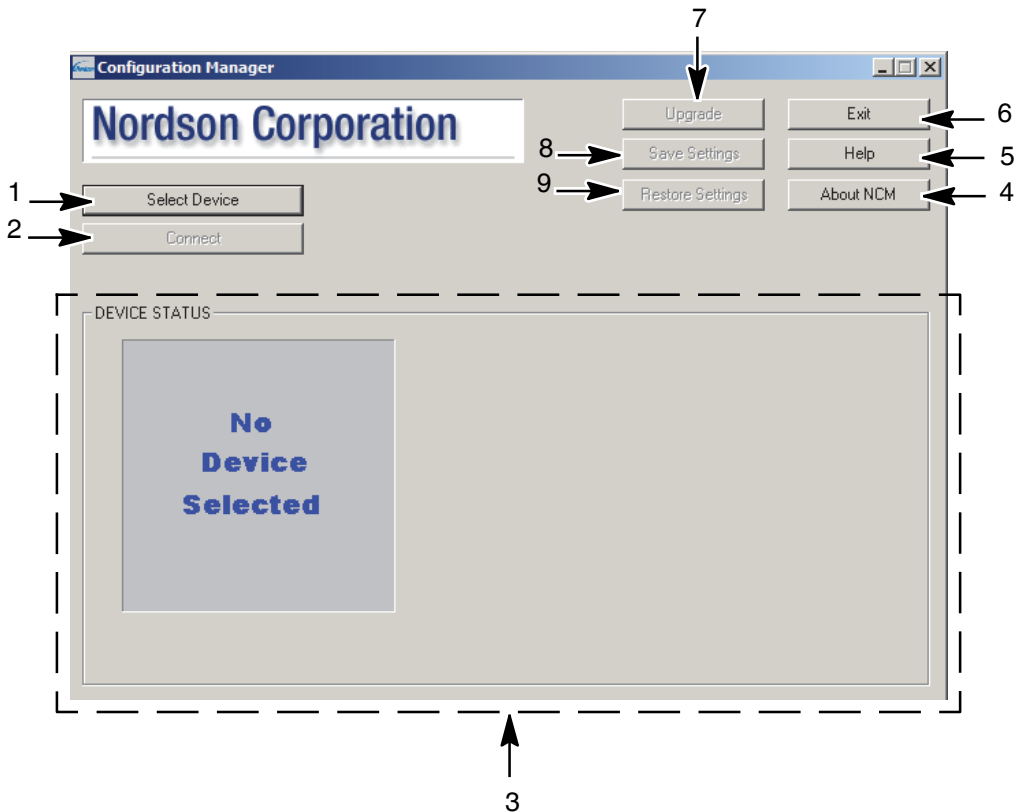 7
Configuration Manager
Nordson Corporation
Upgrade
Exit
6
8
Save Settings
Help
5
1
Select Device
9
Restore Settings
About NCM
4
2
Connect
DEVICE STATUS
No
Device
Selected
3